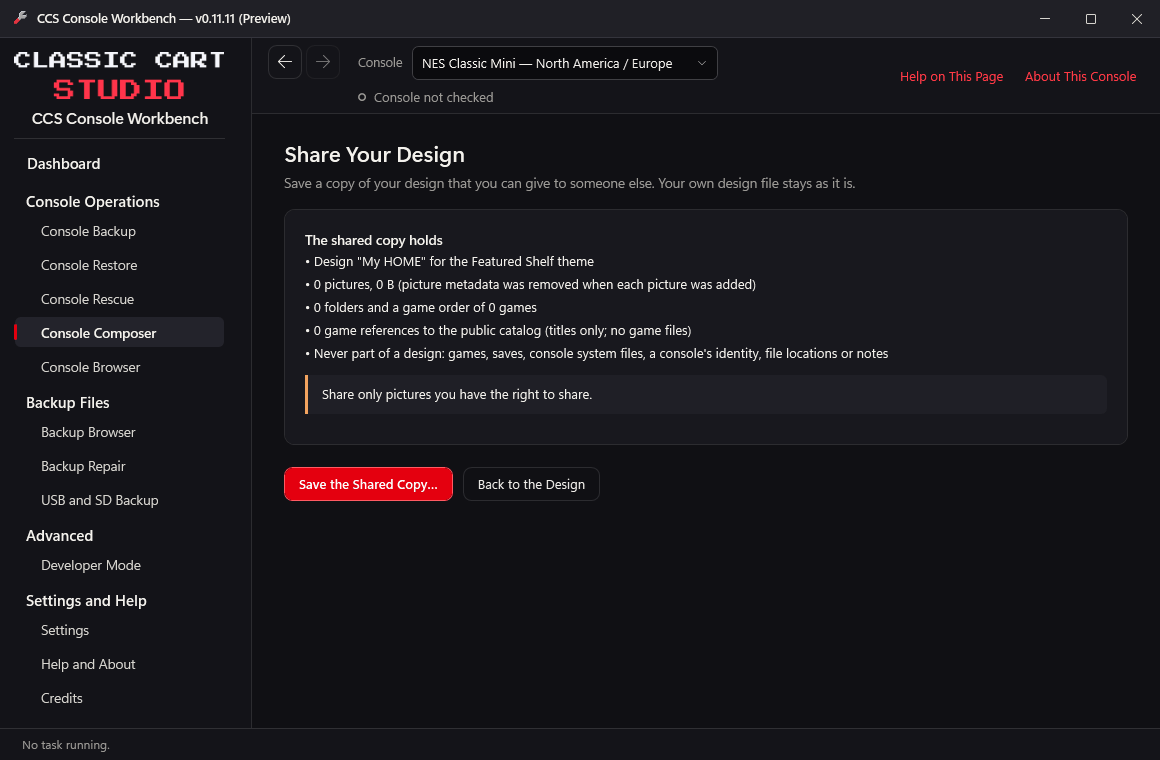 CCS Console Workbench — v0.11.11 (Preview)
CLASSIC CART
STUDIO
CCS Console Workbench
Dashboard
Console Operations
Console Backup
Console Restore
Console Rescue
Console Composer
Console Browser
Backup Files
Backup Browser
Backup Repair
USB and SD Backup
Advanced
Developer Mode
Settings and Help
Settings
Help and About
Credits
Console
NES Classic Mini — North America / Europe
Console not checked
Help on This Page
About This Console
Share Your Design
Save a copy of your design that you can give to someone else. Your own design file stays as it is.
The shared copy holds
• Design "My HOME" for the Featured Shelf theme
• 0 pictures, 0 B (picture metadata was removed when each picture was added)
• 0 folders and a game order of 0 games
• 0 game references to the public catalog (titles only; no game files)
• Never part of a design: games, saves, console system files, a console's identity, file locations or notes
Share only pictures you have the right to share.
Save the Shared Copy...
Back to the Design
No task running.